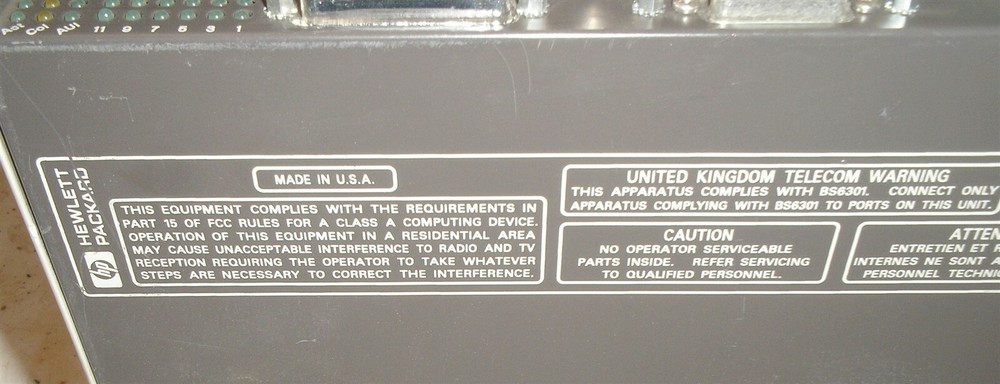 Act Col AUI 11 9 7 5 3 1
HEWLETT
PACKARD
hp
MADE IN U.S.A.
THIS EQUIPMENT COMPLIES WITH THE REQUIREMENTS IN
PART 15 OF FCC RULES FOR A CLASS A COMPUTING DEVICE.
OPERATION OF THIS EQUIPMENT IN A RESIDENTIAL AREA
MAY CAUSE UNACCEPTABLE INTERFERENCE TO RADIO AND TV
RECEPTION REQUIRING THE OPERATOR TO TAKE WHATEVER
STEPS ARE NECESSARY TO CORRECT THE INTERFERENCE.
UNITED KINGDOM TELECOM WARNING
THIS APPARATUS COMPLIES WITH BS6301. CONNECT ONLY
APPARATUS COMPLYING WITH BS6301 TO PORTS ON THIS UNIT.
CAUTION
NO OPERATOR SERVICEABLE
PARTS INSIDE. REFER SERVICING
TO QUALIFIED PERSONNEL.
ATTEN
ENTRETIEN ET R
INTERNES NE SONT A
PERSONNEL TECHNIC